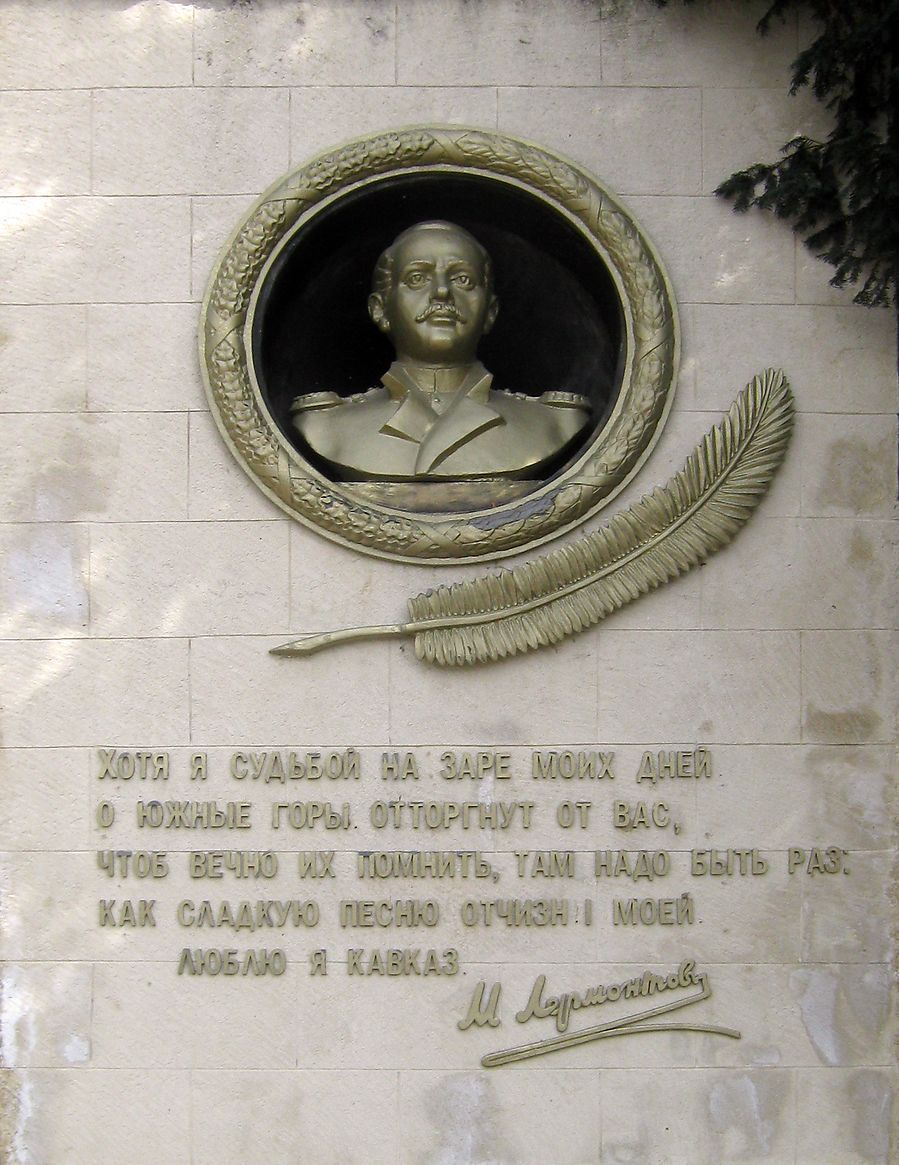 ХОТЯ Я СУДЬБОЙ НА ЗАРЕ МОИХ ДНЕЙ
О ЮЖНЫЕ ГОРЫ. ОТТОРГНУТ ОТ ВАС,
ЧТОБ ВЕЧНО ИХ ПОМНИТЬ, ТАМ НАДО БЫТЬ РАЗ:
КАК СЛАДКУЮ ПЕСНЮ ОТЧИЗН I МОЕЙ
ЛЮБЛЮ Я КАВКАЗ.
М Лермонтовъ